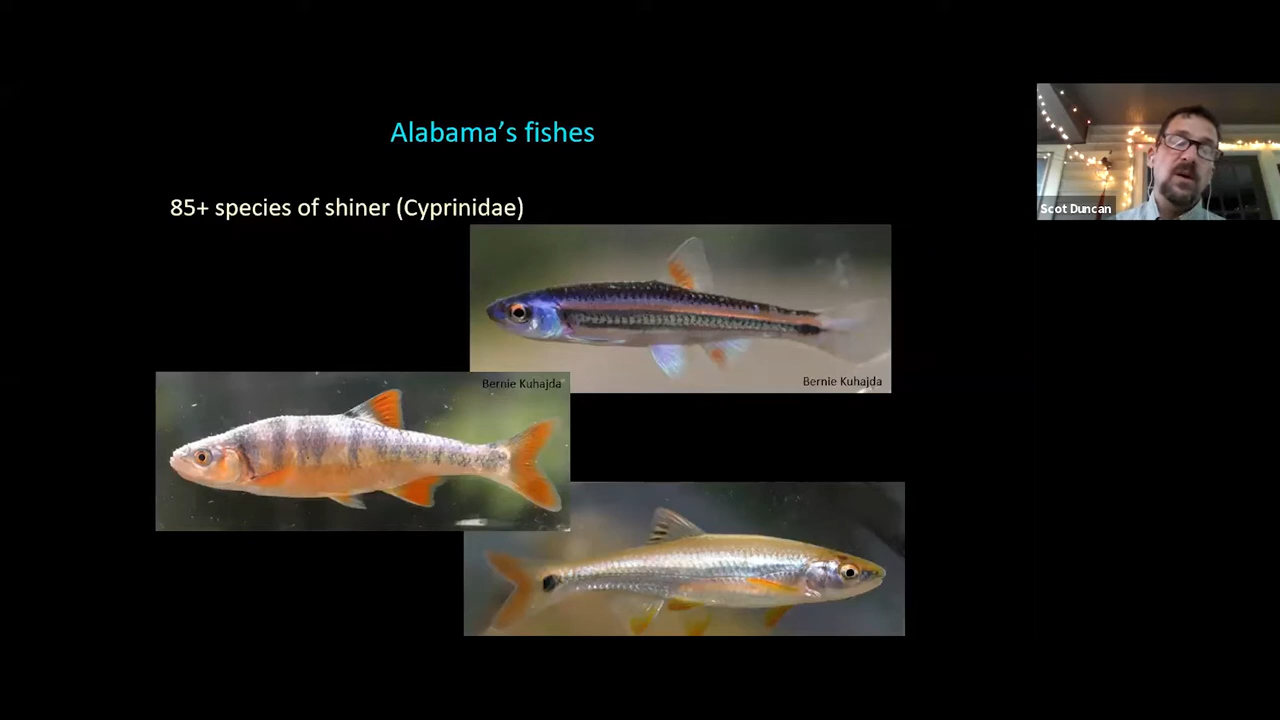 Alabama's fishes
85+ species of shiner (Cyprinidae)
Bernie Kuhajda
Bernie Kuhajda
Scot Duncan